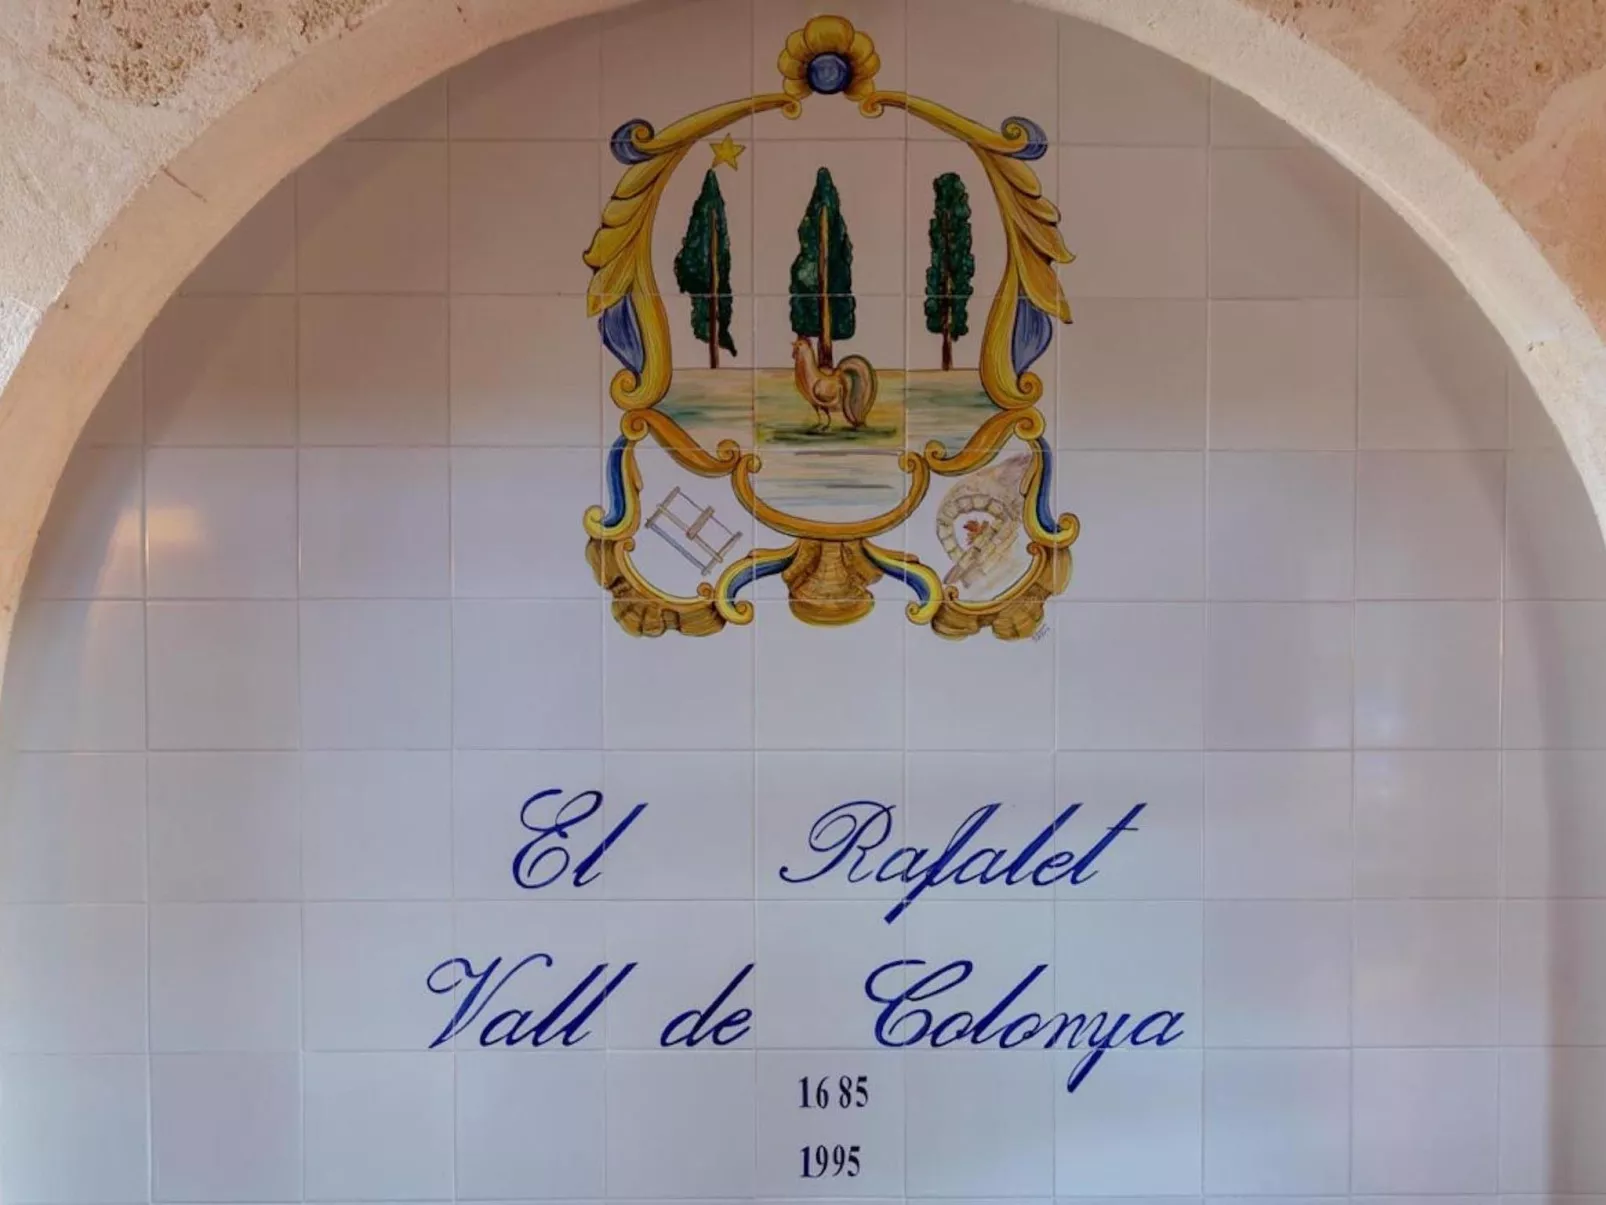 El Rafalet
Vall de Colonya
1685
1995